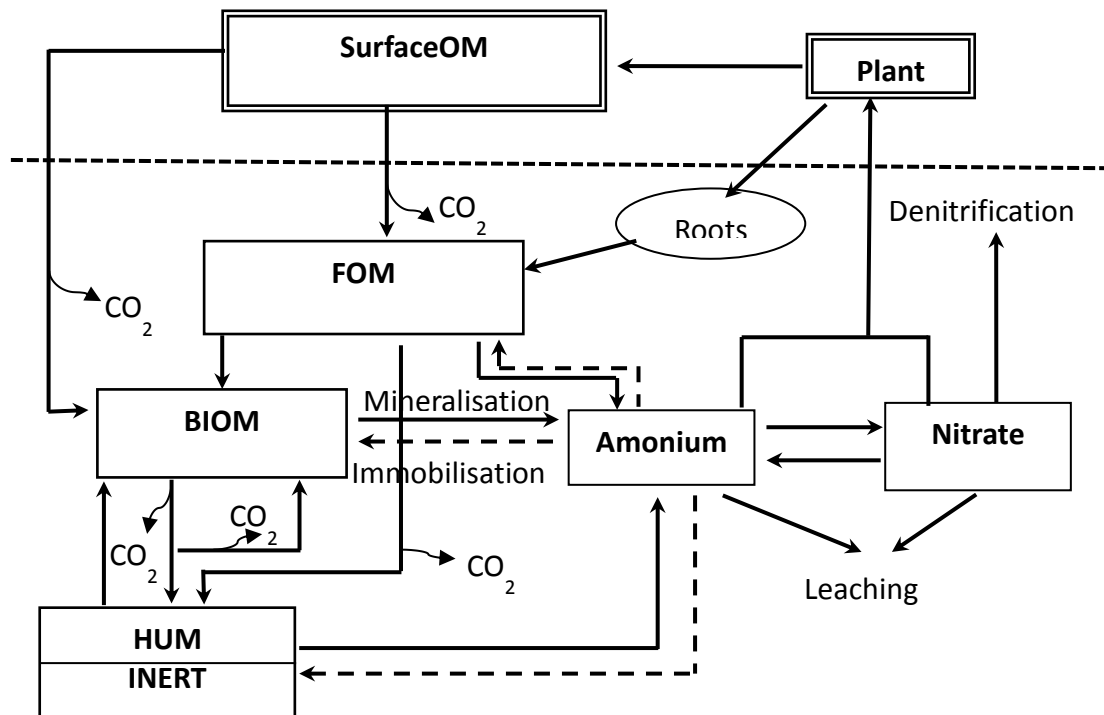 SurfaceOM
Plant
CO2
Roots
Denitrification
FOM
CO2
Mineralisation
BIOM
Amonium
Nitrate
Immobilisation
CO2
CO2
CO2
Leaching
HUM
INERT